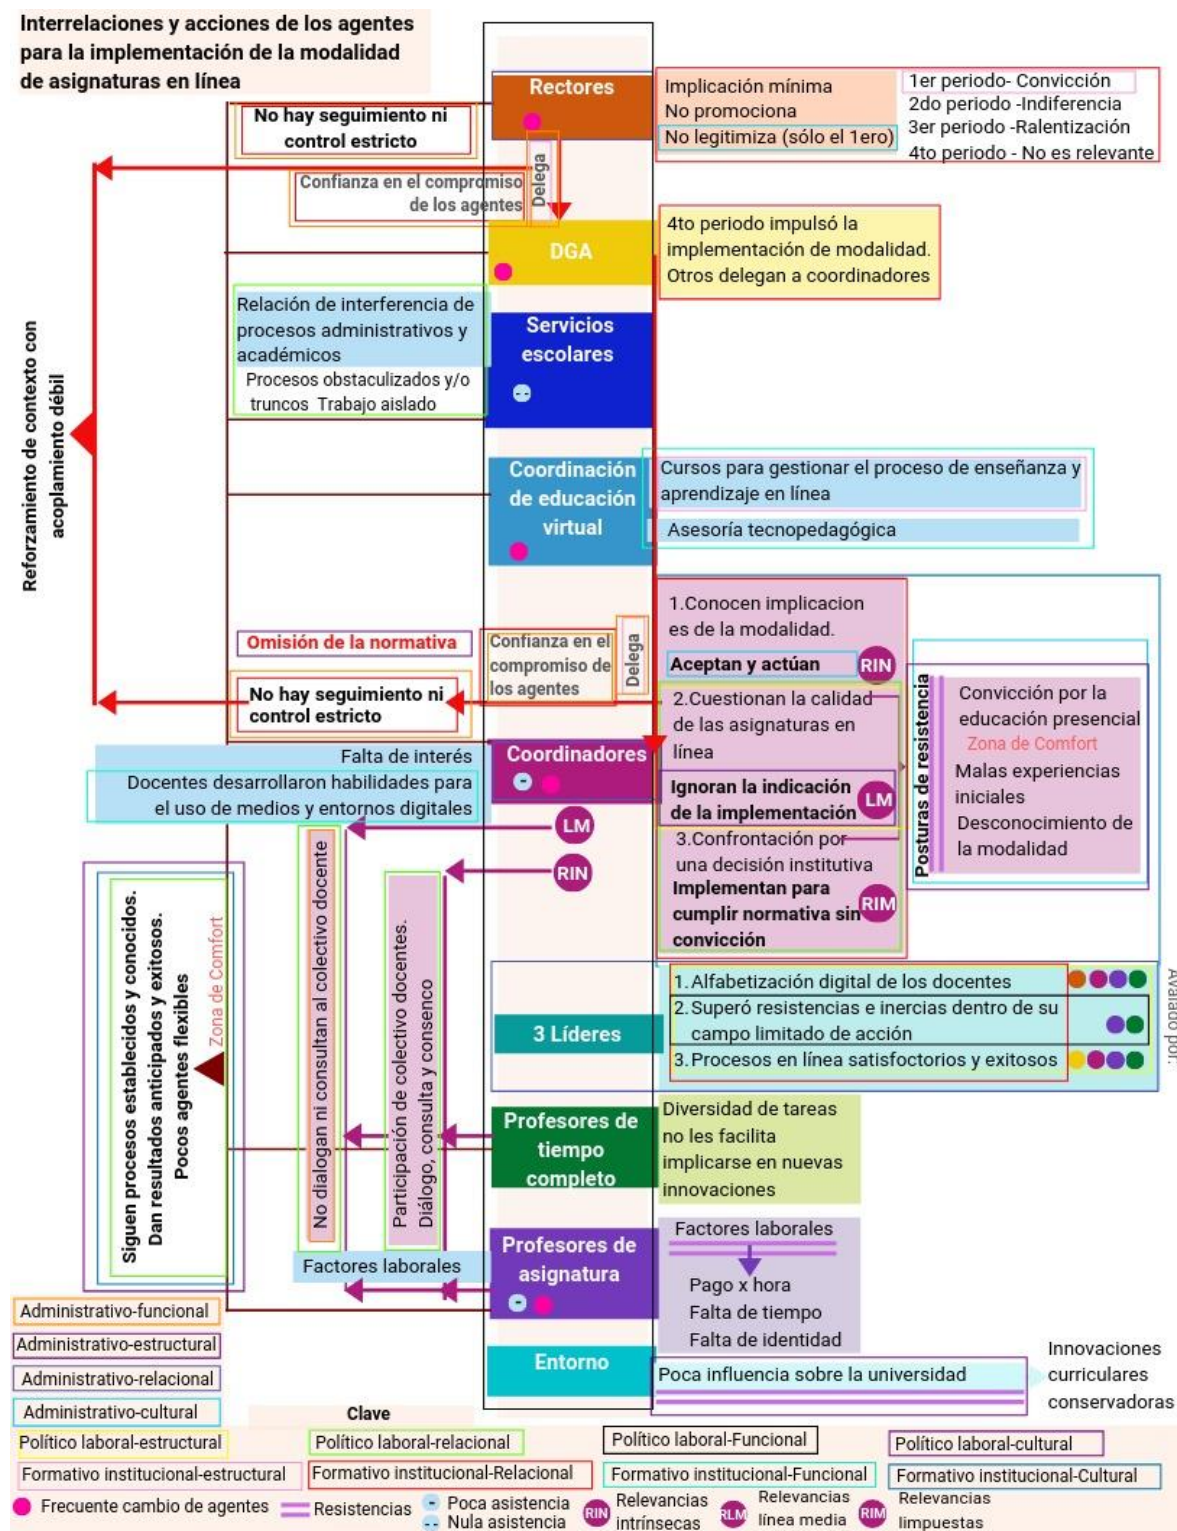 Interrelaciones y acciones de los agentes
para la implementación de la modalidad
de asignaturas en línea
Rectores
No hay seguimiento ni
control estricto
Implicación mínima
No promociona
No legitimiza (sólo el 1ero)
1er periodo- Convicción
2do periodo -Indiferencia
3er periodo -Ralentización
4to periodo - No es relevante
Confianza en el compromiso
de los agentes
Delega
DGA
4to periodo impulsó la
implementación de modalidad.
Otros delegan a coordinadores
Relación de interferencia de
procesos administrativos y
académicos
Procesos obstaculizados y/o
truncos Trabajo aislado
Servicios
escolares
--
Reforzamiento de contexto con
acoplamiento débil
Coordinación
de educación
virtual
Cursos para gestionar el proceso de enseñanza y
aprendizaje en línea
Asesoría tecnopedagógica
Omisión de la normativa
Confianza en el
compromiso de
los agentes
Delega
No hay seguimiento ni
control estricto
1.Conocen implicacion
es de la modalidad.
Aceptan y actúan
RIN
2.Cuestionan la calidad
de las asignaturas en
línea
Ignoran la indicación
de la implementación
LM
3.Confrontación por
una decisión institutiva
Implementan para
cumplir normativa sin
convicción
RIM
Posturas de resistencia
Convicción por la
educación presencial
Zona de Comfort
Malas experiencias
iniciales
Desconocimiento de
la modalidad
Coordinadores
-
Falta de interés
Docentes desarrollaron habilidades para
el uso de medios y entornos digitales
LM
RIN
No dialogan ni consultan al colectivo docente
Participación de colectivo docentes.
Diálogo, consulta y consenco
Siguen procesos establecidos y conocidos.
Dan resultados anticipados y exitosos.
Pocos agentes flexibles
Zona de Comfort
3 Líderes
1. Alfabetización digital de los docentes
2. Superó resistencias e inercias dentro de su
campo limitado de acción
3. Procesos en línea satisfoctorios y exitosos
Avalado por:
Profesores de
tiempo
completo
Diversidad de tareas
no les facilita
implicarse en nuevas
innovaciones
Factores laborales
Profesores de
asignatura
-
Factores laborales
Pago x hora
Falta de tiempo
Falta de identidad
Entorno
Poca influencia sobre la universidad
Innovaciones
curriculares
conservadoras
Administrativo-funcional
Administrativo-estructural
Administrativo-relacional
Administrativo-cultural
Clave
Político laboral-estructural
Político laboral-relacional
Político laboral-Funcional
Político laboral-cultural
Formativo institucional-estructural
Formativo institucional-Relacional
Formativo institucional-Funcional
Formativo institucional-Cultural
Frecuente cambio de agentes
Resistencias
- Poca asistencia
-- Nula asistencia
RIN Relevancias
intrínsecas
RLM Relevancias
línea media
RIM Relevancias
limpuestas